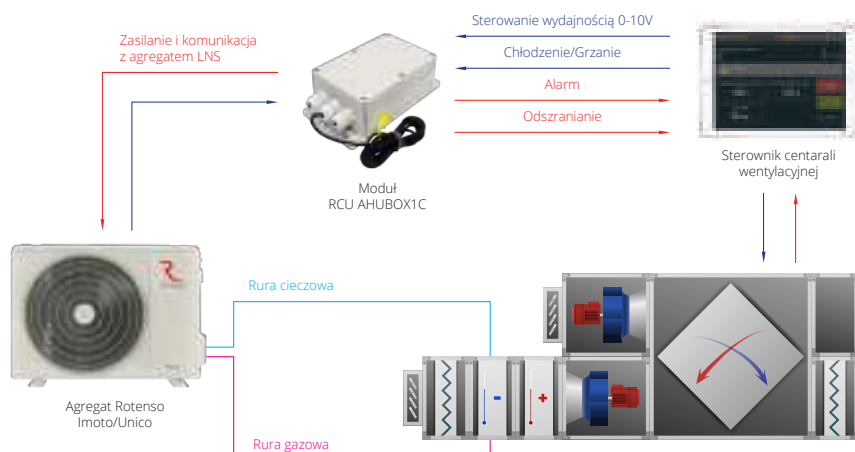 Sterowanie wydajnością 0-10V
Zasilanie i komunikacja
z agregatem LNS
Chłodzenie/Grzanie
Alarm
Odszranianie
Sterownik centarali
wentylacyjnej
Moduł
RCU AHUBOX1C
Rura cieczowa
Agregat Rotenso
Imoto/Unico
Rura gazowa